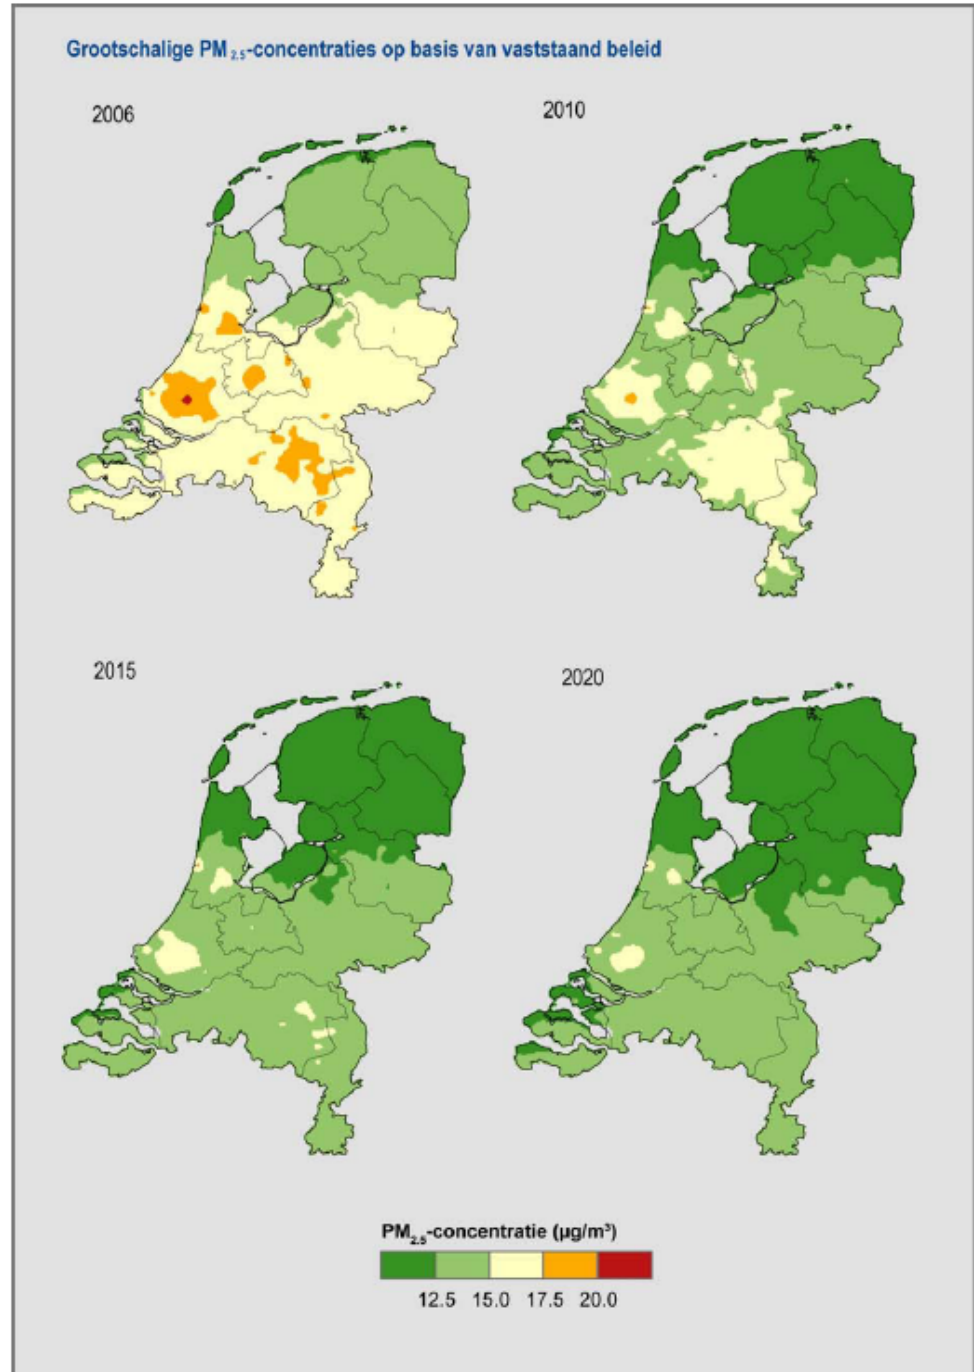 Grootschalige PM2.5-concentraties op basis van vaststaand beleid
2006
2010
2015
2020
PM2.5-concentratie (µg/m³)
12.5 15.0 17.5 20.0